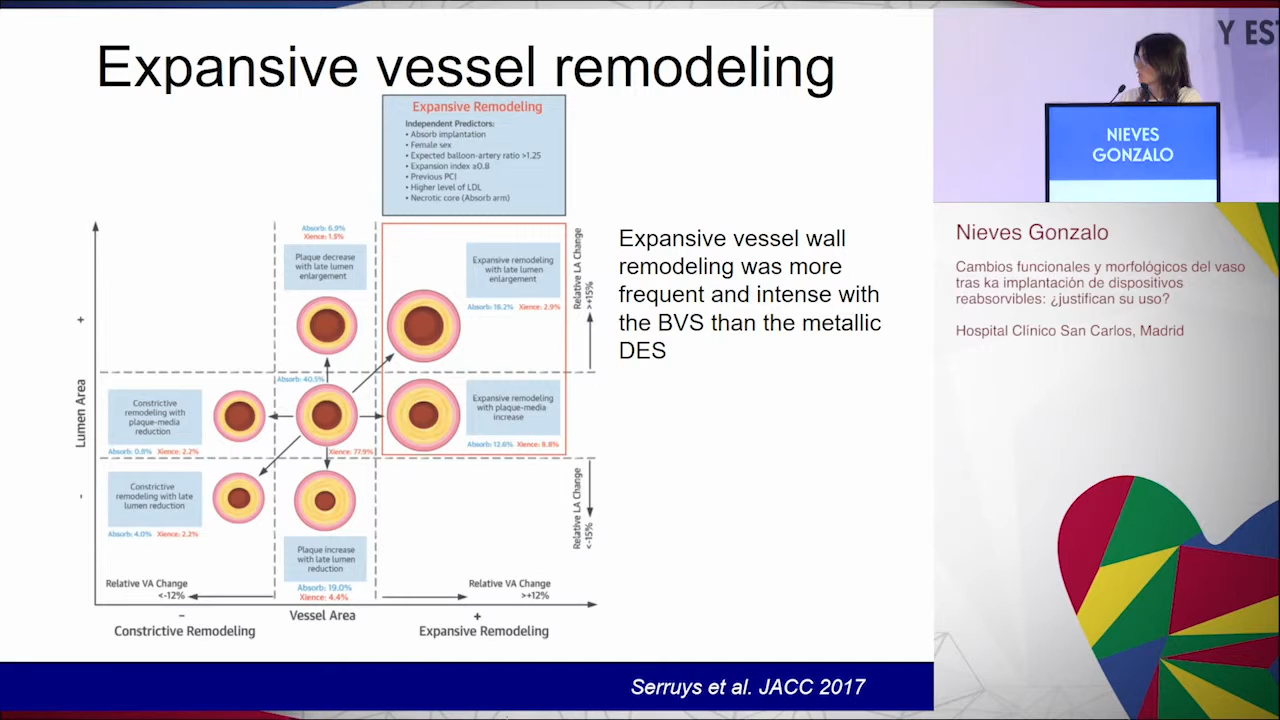 Expansive vessel remodeling
Expansive Remodeling
Independent Predictors:
• Absorb implantation
• Female sex
• Expected balloon-artery ratio >1.25
• Expansion index ≥0.8
• Previous PCI
• Higher level of LDL
• Necrotic core (Absorb arm)
Absorb: 6.9%
Xience: 1.5%
Plaque decrease
with late lumen
enlargement
Expansive remodeling
with late lumen
enlargement
Absorb: 16.2% Xience: 2.9%
Relative LA Change
>+15%
+
Lumen Area
-
Absorb: 40.5%
Xience: 77.9%
Constrictive
remodeling with
plaque-media
reduction
Absorb: 0.8% Xience: 2.2%
Expansive remodeling
with plaque-media
increase
Absorb: 12.6% Xience: 8.8%
Constrictive
remodeling with late
lumen reduction
Absorb: 4.0% Xience: 2.2%
Relative LA Change
<-15%
Plaque increase
with late lumen
reduction
Absorb: 19.0%
Xience: 4.4%
Relative VA Change
<-12%
Relative VA Change
>+12%
Vessel Area
–
Constrictive Remodeling
+
Expansive Remodeling
Expansive vessel wall
remodeling was more
frequent and intense with
the BVS than the metallic
DES
Serruys et al. JACC 2017
Y EST
NIEVES
GONZALO
Nieves Gonzalo
Cambios funcionales y morfológicos del vaso
tras ka implantación de dispositivos
reabsorvibles: ¿justifican su uso?
Hospital Clínico San Carlos, Madrid